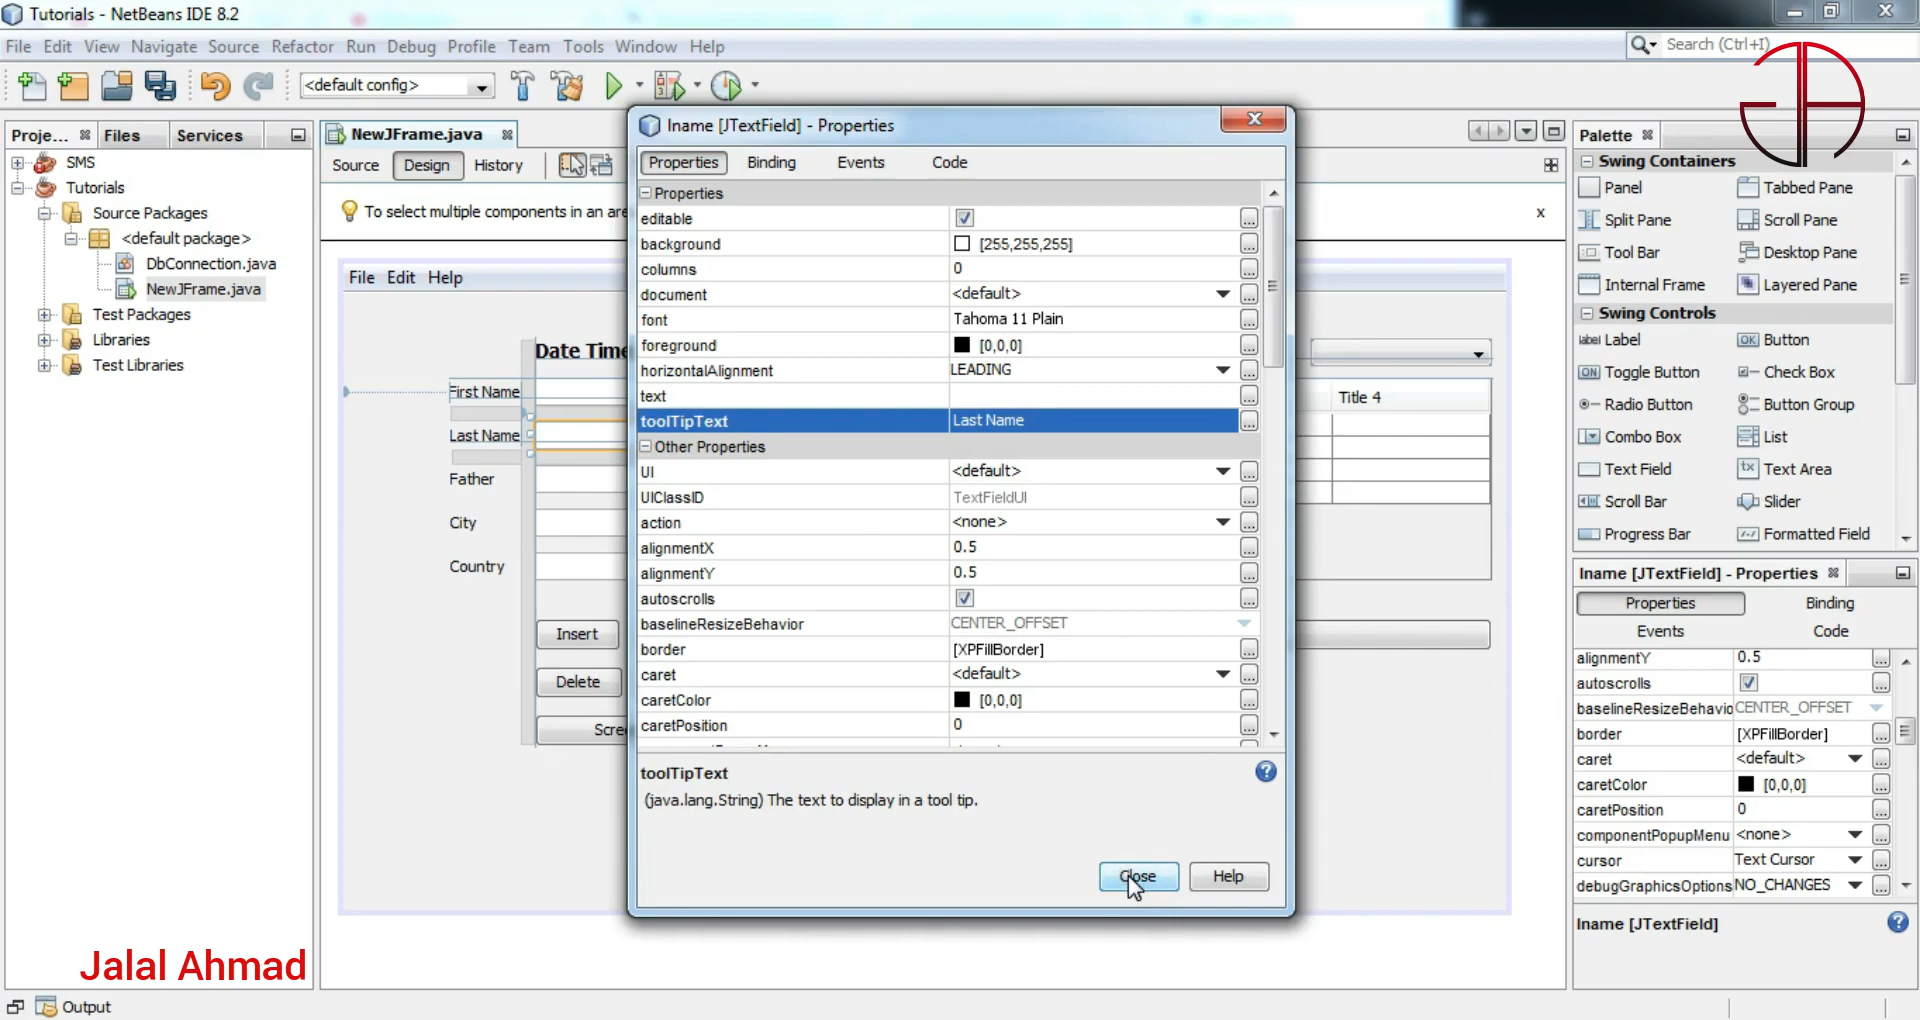 Tutorials - NetBeans IDE 8.2
File Edit View Navigate Source Refactor Run Debug Profile Team Tools Window Help
Search (Ctrl+I)
<default config>
Proje... Files Services
SMS
Tutorials
Source Packages
<default package>
DbConnection.java
NewJFrame.java
Test Packages
Libraries
Test Libraries
NewJFrame.java
Source Design History
To select multiple components in an are
x
File Edit Help
Date Time
First Name
Last Name
Father
City
Country
Insert
Delete
Scre
Title 4
lname [JTextField] - Properties
Properties Binding Events Code
Properties
editable
background [255,255,255]
columns 0
document <default>
font Tahoma 11 Plain
foreground [0,0,0]
horizontalAlignment LEADING
text
toolTipText Last Name
Other Properties
UI <default>
UIClassID TextFieldUI
action <none>
alignmentX 0.5
alignmentY 0.5
autoscrolls
baselineResizeBehavior CENTER_OFFSET
border [XPFillBorder]
caret <default>
caretColor [0,0,0]
caretPosition 0
toolTipText
(java.lang.String) The text to display in a tool tip.
Close Help
Palette
Swing Containers
Panel Tabbed Pane
Split Pane Scroll Pane
Tool Bar Desktop Pane
Internal Frame Layered Pane
Swing Controls
label Label OK Button
ON Toggle Button Check Box
Radio Button Button Group
Combo Box List
Text Field tx Text Area
Scroll Bar Slider
Progress Bar Formatted Field
lname [JTextField] - Properties
Properties Binding
Events Code
alignmentY 0.5
autoscrolls
baselineResizeBehavio CENTER_OFFSET
border [XPFillBorder]
caret <default>
caretColor [0,0,0]
caretPosition 0
componentPopupMenu <none>
cursor Text Cursor
debugGraphicsOptions NO_CHANGES
lname [JTextField]
Jalal Ahmad
Output